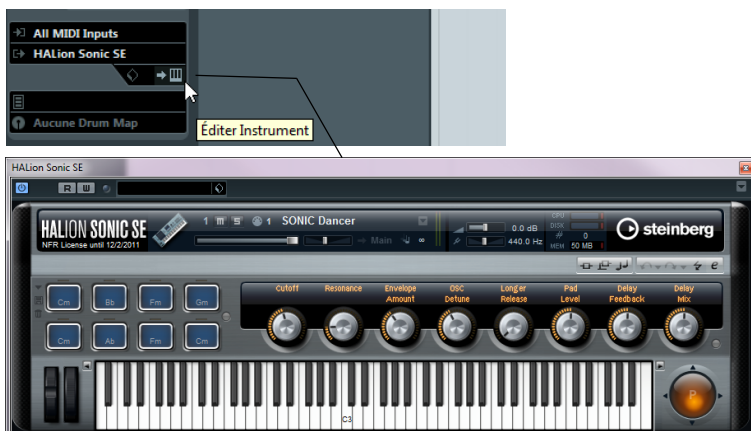 All MIDI Inputs
HALion Sonic SE
Aucune Drum Map
Éditer Instrument
HALion Sonic SE
R W
HALION SONIC SE
NFR License until 12/2/2011
1 m S 1 SONIC Dancer
Main ∞
0.0 dB
440.0 Hz
CPU
DISK
# 0
MEM 50 MB
steinberg
e
Cm Bb Fm Gm
Cm Ab Fm Cm
Cutoff Resonance Envelope Amount OSC Detune Longer Release Pad Level Delay Feedback Delay Mix
C3
P